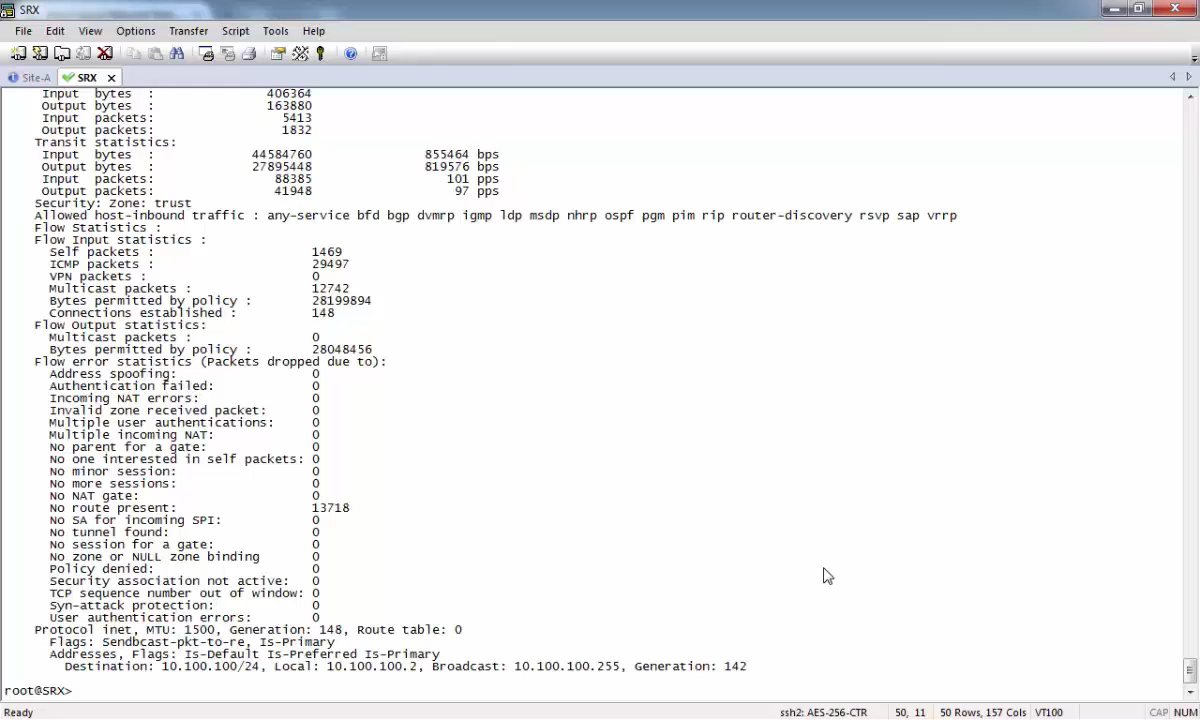 SRX
File Edit View Options Transfer Script Tools Help
Site-A SRX
Input bytes : 406364
Output bytes : 163880
Input packets: 5413
Output packets: 1832
Transit statistics:
Input bytes : 44584760 855464 bps
Output bytes : 27895448 819576 bps
Input packets: 88385 101 pps
Output packets: 41948 97 pps
Security: Zone: trust
Allowed host-inbound traffic : any-service bfd bgp dvmrp igmp ldp msdp nhrp ospf pgm pim rip router-discovery rsvp sap vrrp
Flow Statistics :
Flow Input statistics :
Self packets : 1469
ICMP packets : 29497
VPN packets : 0
Multicast packets : 12742
Bytes permitted by policy : 28199894
Connections established : 148
Flow Output statistics:
Multicast packets : 0
Bytes permitted by policy : 28048456
Flow error statistics (Packets dropped due to):
Address spoofing: 0
Authentication failed: 0
Incoming NAT errors: 0
Invalid zone received packet: 0
Multiple user authentications: 0
Multiple incoming NAT: 0
No parent for a gate: 0
No one interested in self packets: 0
No minor session: 0
No more sessions: 0
No NAT gate: 0
No route present: 13718
No SA for incoming SPI: 0
No tunnel found: 0
No session for a gate: 0
No zone or NULL zone binding 0
Policy denied: 0
Security association not active: 0
TCP sequence number out of window: 0
Syn-attack protection: 0
User authentication errors: 0
Protocol inet, MTU: 1500, Generation: 148, Route table: 0
Flags: Sendbcast-pkt-to-re, Is-Primary
Addresses, Flags: Is-Default Is-Preferred Is-Primary
Destination: 10.100.100/24, Local: 10.100.100.2, Broadcast: 10.100.100.255, Generation: 142
root@SRX>
Ready ssh2: AES-256-CTR 50, 11 50 Rows, 157 Cols VT100 CAP NUM